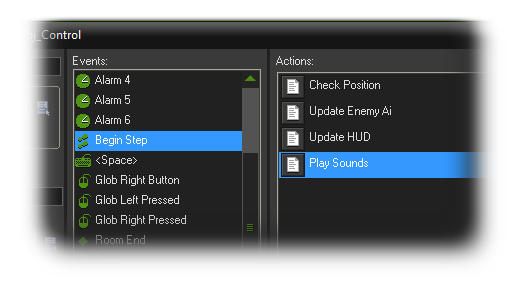 _Control
Events:
Alarm 4
Alarm 5
Alarm 6
Begin Step
<Space>
Glob Right Button
Glob Left Pressed
Glob Right Pressed
Room End
Actions:
Check Position
Update Enemy Ai
Update HUD
Play Sounds